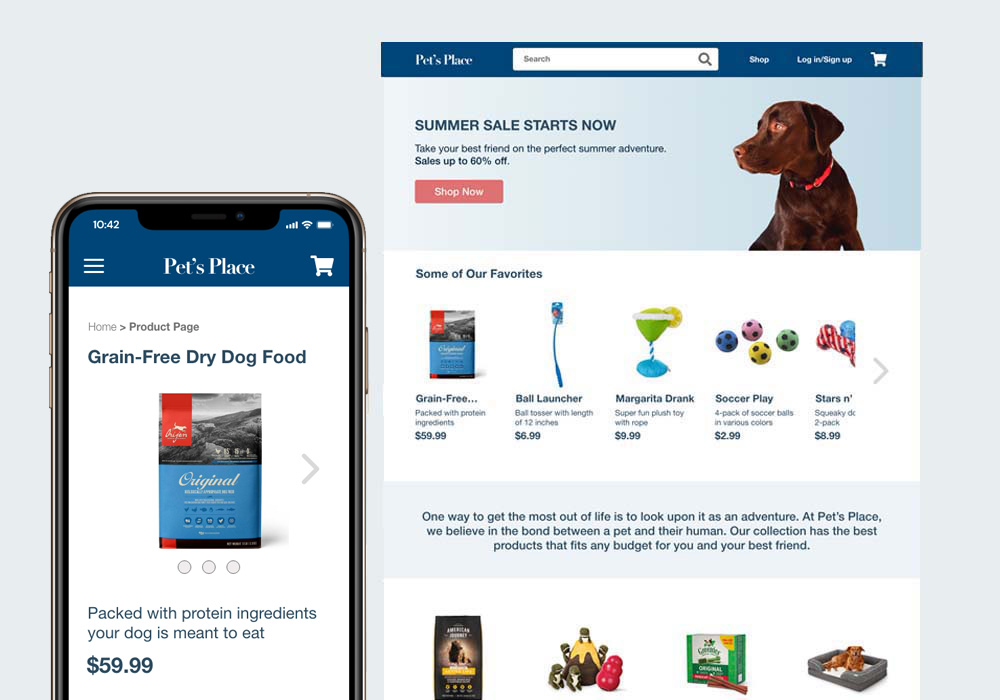 Pet's Place
Search
Shop
Log in/Sign up
SUMMER SALE STARTS NOW
Take your best friend on the perfect summer adventure.
Sales up to 60% off.
Shop Now
Some of Our Favorites
Original
Grain-Free...
Packed with protein
ingredients
$59.99
Ball Launcher
Ball tosser with length
of 12 inches
$6.99
Margarita Drank
Super fun plush toy
with rope
$9.99
Soccer Play
4-pack of soccer balls
in various colors
$2.99
Stars n'
Squeaky do
2-pack
$8.99
One way to get the most out of life is to look upon it as an adventure. At Pet's Place,
we believe in the bond between a pet and their human. Our collection has the best
products that fits any budget for you and your best friend.
AMERICAN
JOURNEY
Greenies
ORIGINAL
10:42
Pet's Place
Home > Product Page
Grain-Free Dry Dog Food
Orijen
Original
Packed with protein ingredients
your dog is meant to eat
$59.99